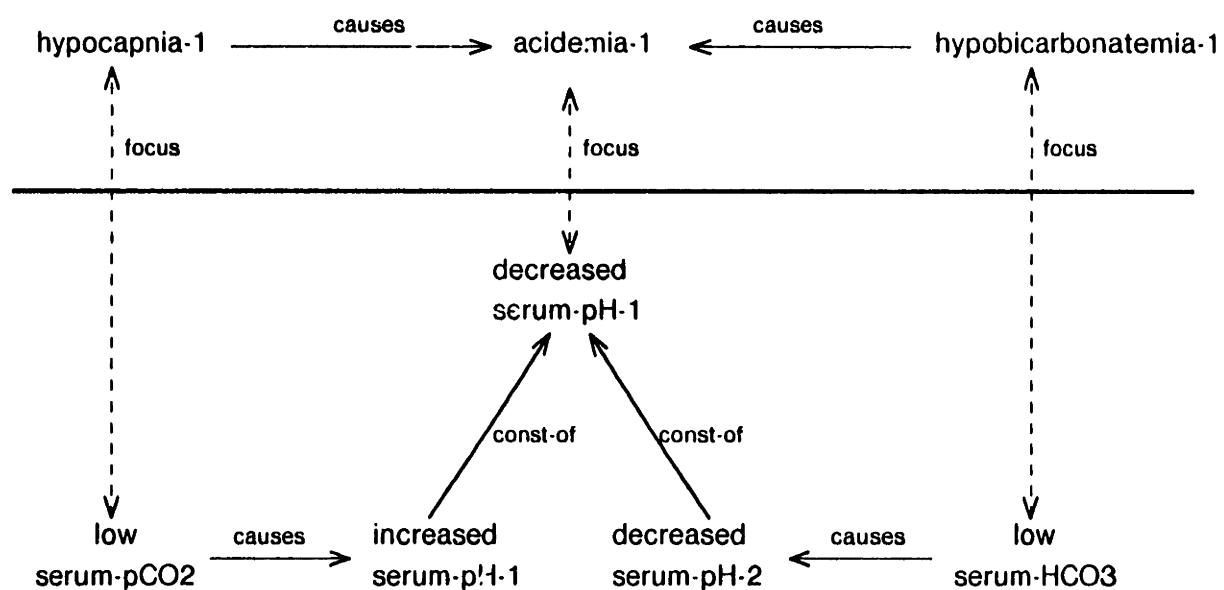 causes
causes
hypocapnia-1
acidemia-1
hypobicarbonatemia-1
focus
focus
focus
decreased
serum-pH-1
const-of
const-of
low
increased
decreased
low
causes
causes
serum-pCO2
serum-pH-1
serum-pH-2
serum-HCO3